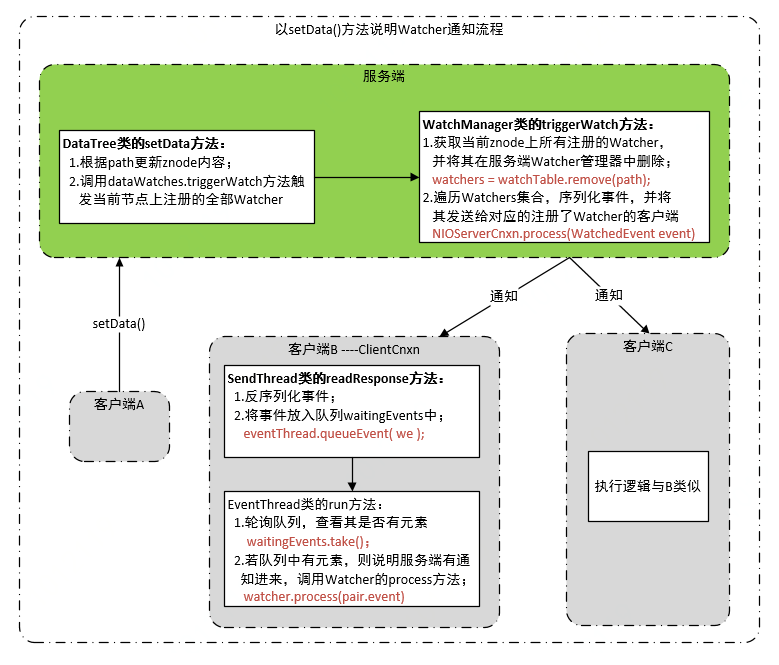 以setData()方法说明Watcher通知流程
服务端
DataTree类的setData方法：
1.根据path更新znode内容；
2.调用dataWatches.triggerWatch方法触
发当前节点上注册的全部Watcher
WatchManager类的triggerWatch方法：
1.获取当前znode上所有注册的Watcher,
并将其在服务端Watcher管理器中删除；
watchers = watchTable.remove(path);
2.遍历Watchers集合，序列化事件，并将
其发送给对应的注册了Watcher的客户端
NIOServerCnxn.process(WatchedEvent event)
setData()
通知
通知
客户端A
客户端B ----ClientCnxn
SendThread类的readResponse方法：
1.反序列化事件；
2.将事件放入队列waitingEvents中；
eventThread.queueEvent( we );
EventThread类的run方法：
1.轮询队列，查看其是否有元素
waitingEvents.take()；
2.若队列中有元素，则说明服务端有通
知进来，调用Watcher的process方法；
watcher.process(pair.event)
客户端C
执行逻辑与B类似